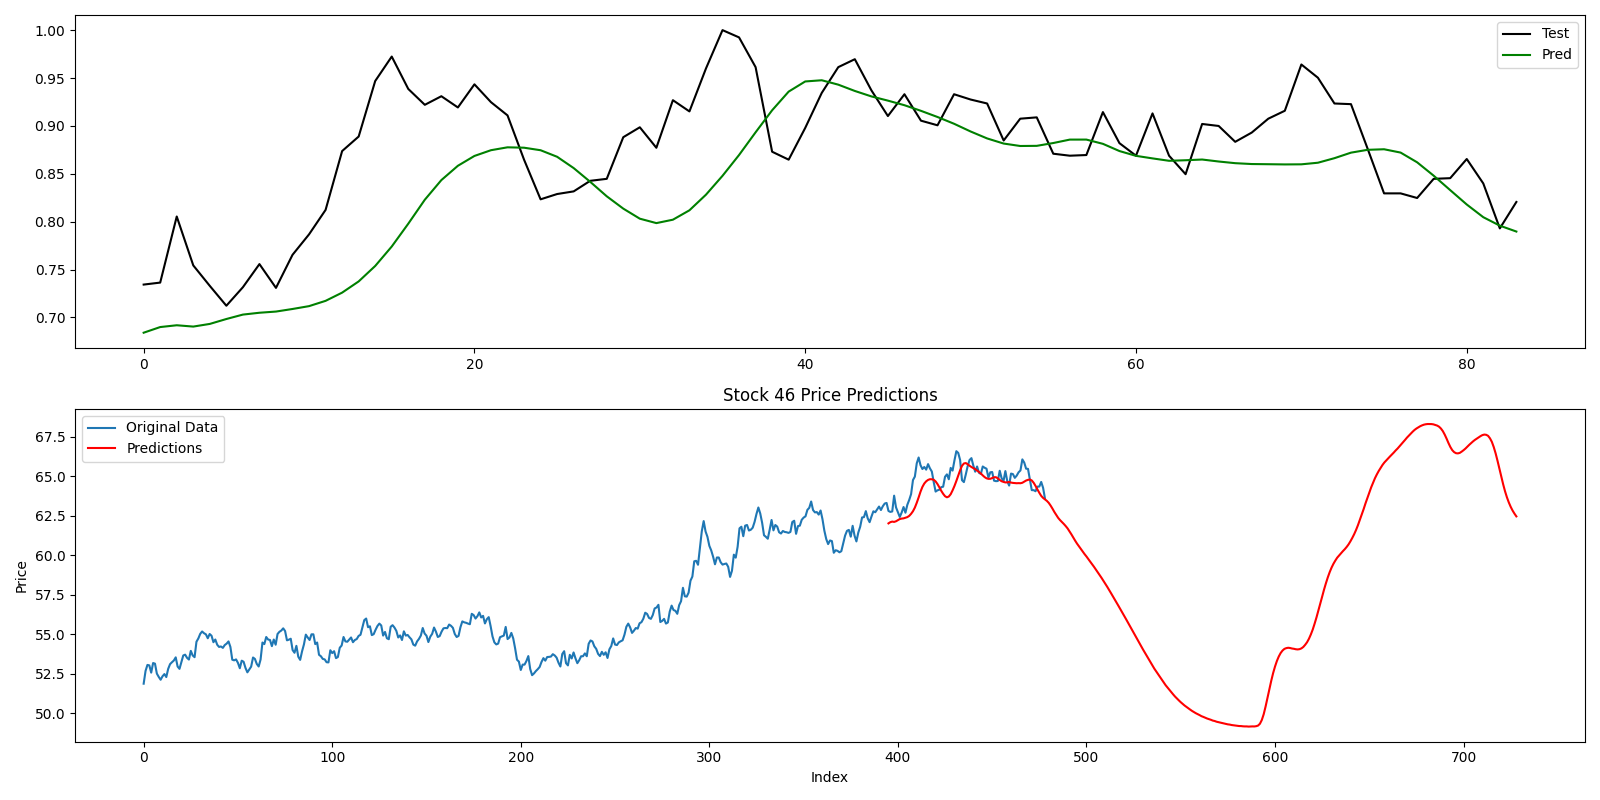 1.00
0.95
0.90
0.85
0.80
0.75
0.70
Test
Pred
0 20 40 60 80
Stock 46 Price Predictions
67.5
65.0
62.5
60.0
57.5
55.0
52.5
50.0
Price
Original Data
Predictions
0 100 200 300 400 500 600 700
Index